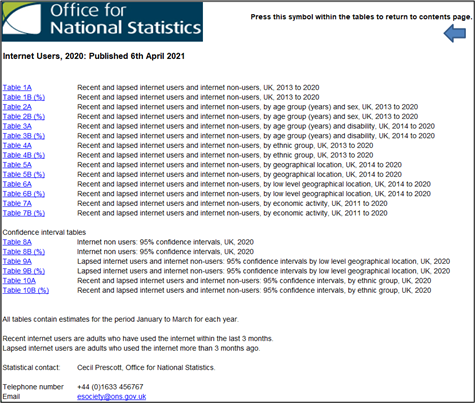 Office for
National Statistics
Press this symbol within the tables to return to contents page.
Internet Users, 2020: Published 6th April 2021
Table 1A Recent and lapsed internet users and internet non-users, UK, 2013 to 2020
Table 1B (%) Recent and lapsed internet users and internet non-users, UK, 2013 to 2020
Table 2A Recent and lapsed internet users and internet non-users, by age group (years) and sex, UK, 2013 to 2020
Table 2B (%) Recent and lapsed internet users and internet non-users, by age group (years) and sex, UK, 2013 to 2020
Table 3A Recent and lapsed internet users and internet non-users, by age group (years) and disability, UK, 2014 to 2020
Table 3B (%) Recent and lapsed internet users and internet non-users, by age group (years) and disability, UK, 2014 to 2020
Table 4A Recent and lapsed internet users and internet non-users, by ethnic group, UK, 2013 to 2020
Table 4B (%) Recent and lapsed internet users and internet non-users, by ethnic group, UK, 2013 to 2020
Table 5A Recent and lapsed internet users and internet non-users, by geographical location, UK, 2014 to 2020
Table 5B (%) Recent and lapsed internet users and internet non-users, by geographical location, UK, 2014 to 2020
Table 6A Recent and lapsed internet users and internet non-users, by low level geographical location, UK, 2014 to 2020
Table 6B (%) Recent and lapsed internet users and internet non-users, by low level geographical location, UK, 2014 to 2020
Table 7A Recent and lapsed internet users and internet non-users, by economic activity, UK, 2011 to 2020
Table 7B (%) Recent and lapsed internet users and internet non-users, by economic activity, UK, 2011 to 2020
Confidence interval tables
Table 8A Internet non users: 95% confidence intervals, UK, 2020
Table 8B (%) Internet non users: 95% confidence intervals, UK, 2020
Table 9A Lapsed internet users and internet non-users: 95% confidence intervals by low level geographical location, UK, 2020
Table 9B (%) Lapsed internet users and internet non-users: 95% confidence intervals by low level geographical location, UK, 2020
Table 10A Recent and lapsed internet users and internet non-users: 95% confidence intervals, by ethnic group, UK, 2020
Table 10B (%) Recent and lapsed internet users and internet non-users: 95% confidence intervals, by ethnic group, UK, 2020
All tables contain estimates for the period January to March for each year.
Recent internet users are adults who have used the internet within the last 3 months.
Lapsed internet users are adults who used the internet more than 3 months ago.
Statistical contact: Cecil Prescott, Office for National Statistics.
Telephone number +44 (0)1633 456767
Email esociety@ons.gov.uk